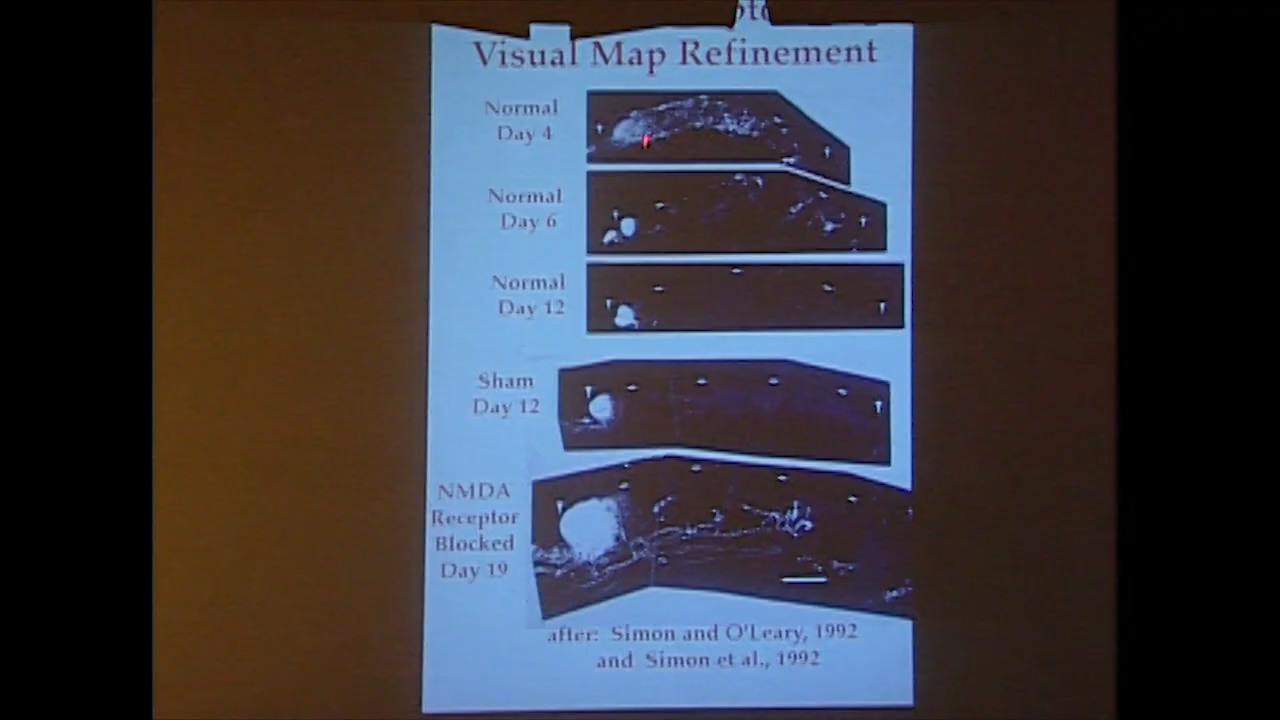 Visual Map Refinement
Normal
Day 4
Normal
Day 6
Normal
Day 12
Sham
Day 12
NMDA
Receptor
Blocked
Day 19
after: Simon and O'Leary, 1992
and Simon et al., 1992